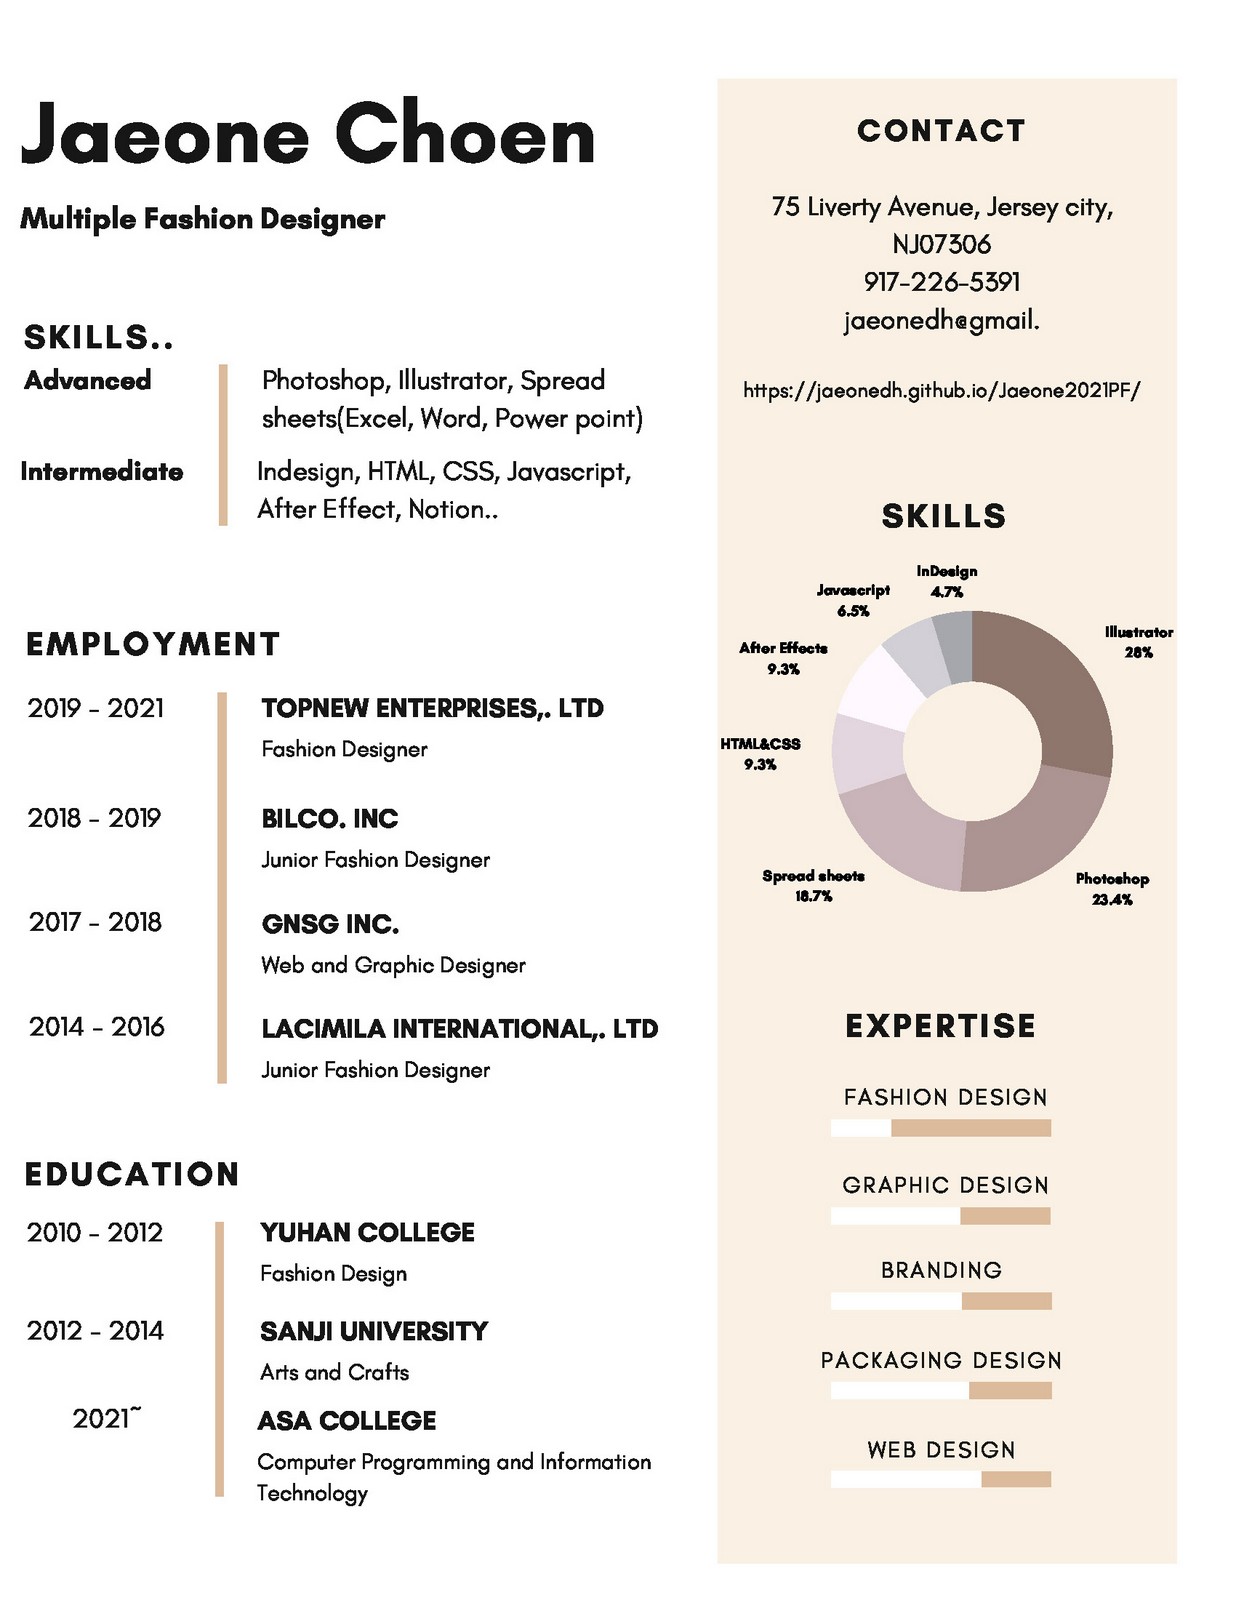 Jaeone Choen
Multiple Fashion Designer
SKILLS..
Advanced
Photoshop, Illustrator, Spread
sheets(Excel, Word, Power point)
Intermediate
Indesign, HTML, CSS, Javascript,
After Effect, Notion..
EMPLOYMENT
2019 - 2021
TOPNEW ENTERPRISES,. LTD
Fashion Designer
2018 - 2019
BILCO. INC
Junior Fashion Designer
2017 - 2018
GNSG INC.
Web and Graphic Designer
2014 - 2016
LACIMILA INTERNATIONAL,. LTD
Junior Fashion Designer
EDUCATION
2010 - 2012
YUHAN COLLEGE
Fashion Design
2012 - 2014
SANJI UNIVERSITY
Arts and Crafts
2021~
ASA COLLEGE
Computer Programming and Information
Technology
CONTACT
75 Liverty Avenue, Jersey city,
NJ07306
917-226-5391
jaeonedh@gmail.
https://jaeonedh.github.io/Jaeone2021PF/
SKILLS
InDesign
4.7%
Javascript
6.5%
Illustrator
28%
After Effects
9.3%
HTML&CSS
9.3%
Spread sheets
18.7%
Photoshop
23.4%
EXPERTISE
FASHION DESIGN
GRAPHIC DESIGN
BRANDING
PACKAGING DESIGN
WEB DESIGN